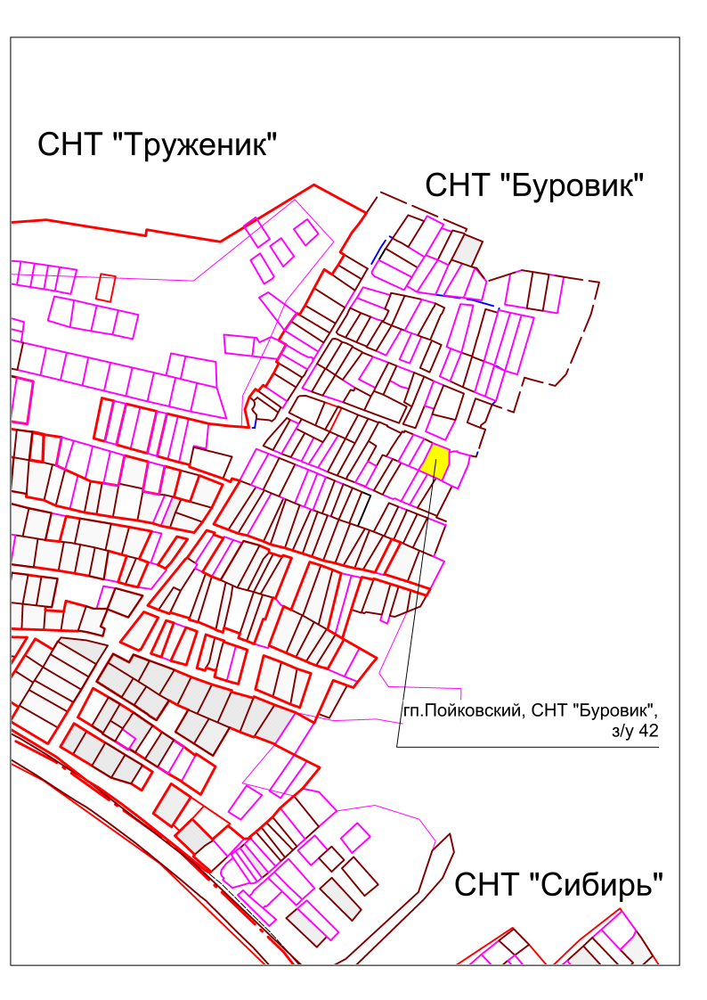 СНТ "Труженик"
СНТ "Буровик"
гп.Пойковский, СНТ "Буровик",
з/у 42
СНТ "Сибирь"